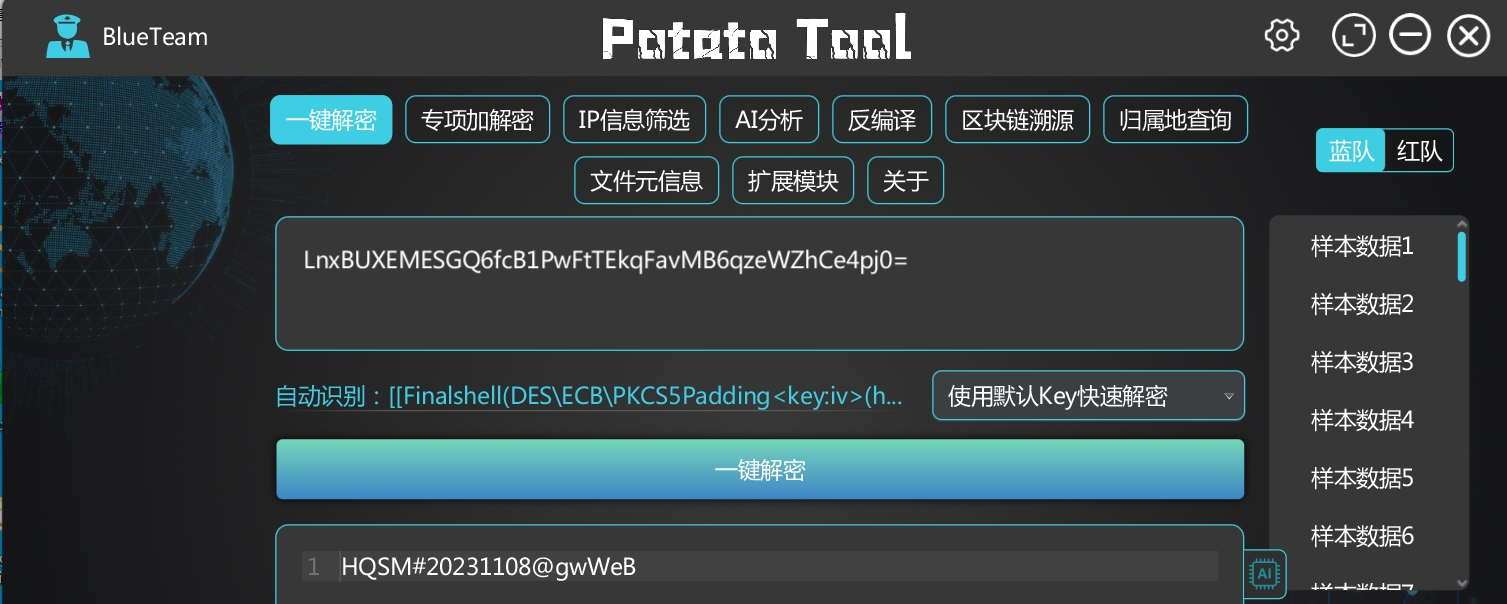 BlueTeam
Potato Tool
一键解密
专项加解密
IP信息筛选
AI分析
反编译
区块链溯源
归属地查询
文件元信息
扩展模块
关于
蓝队
红队
LnxBUXEMESGQ6fcB1PwFtTEkqFavMB6qzeWZhCe4pj0=
自动识别：[[Finalshell(DES\ECB\PKCS5Padding<key:iv>(h...
使用默认Key快速解密
一键解密
1
HQSM#20231108@gwWeB
AI
样本数据1
样本数据2
样本数据3
样本数据4
样本数据5
样本数据6